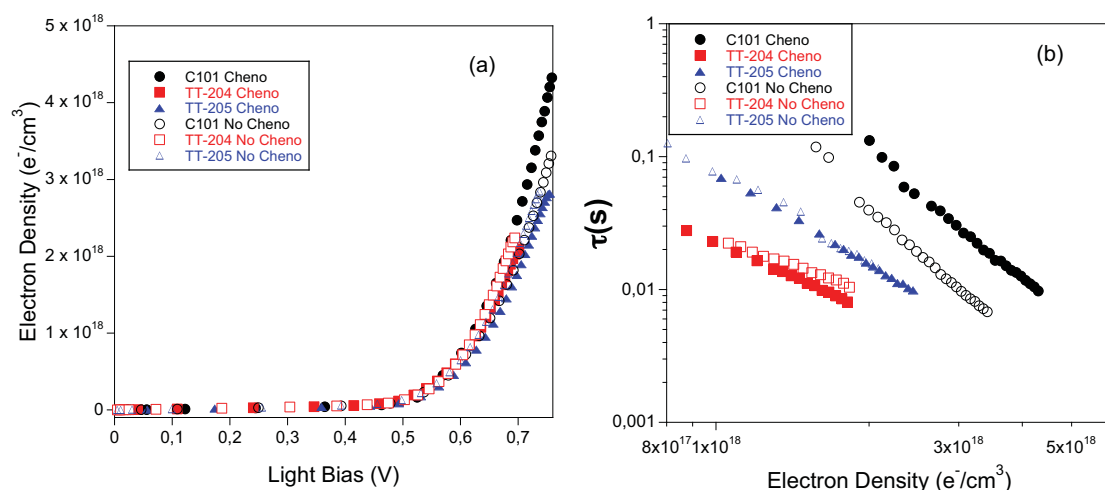 (a)
C101 Cheno
TT-204 Cheno
TT-205 Cheno
C101 No Cheno
TT-204 No Cheno
TT-205 No Cheno
5 x 10^18
4 x 10^18
3 x 10^18
2 x 10^18
1 x 10^18
0
Electron Density (e^-/cm^3)
0
0,1
0,2
0,3
0,4
0,5
0,6
0,7
Light Bias (V)
(b)
C101 Cheno
TT-204 Cheno
TT-205 Cheno
C101 No Cheno
TT-204 No Cheno
TT-205 No Cheno
1
0,1
0,01
0,001
τ(s)
8x10^17
1x10^18
3x10^18
5x10^18
Electron Density (e^-/cm^3)